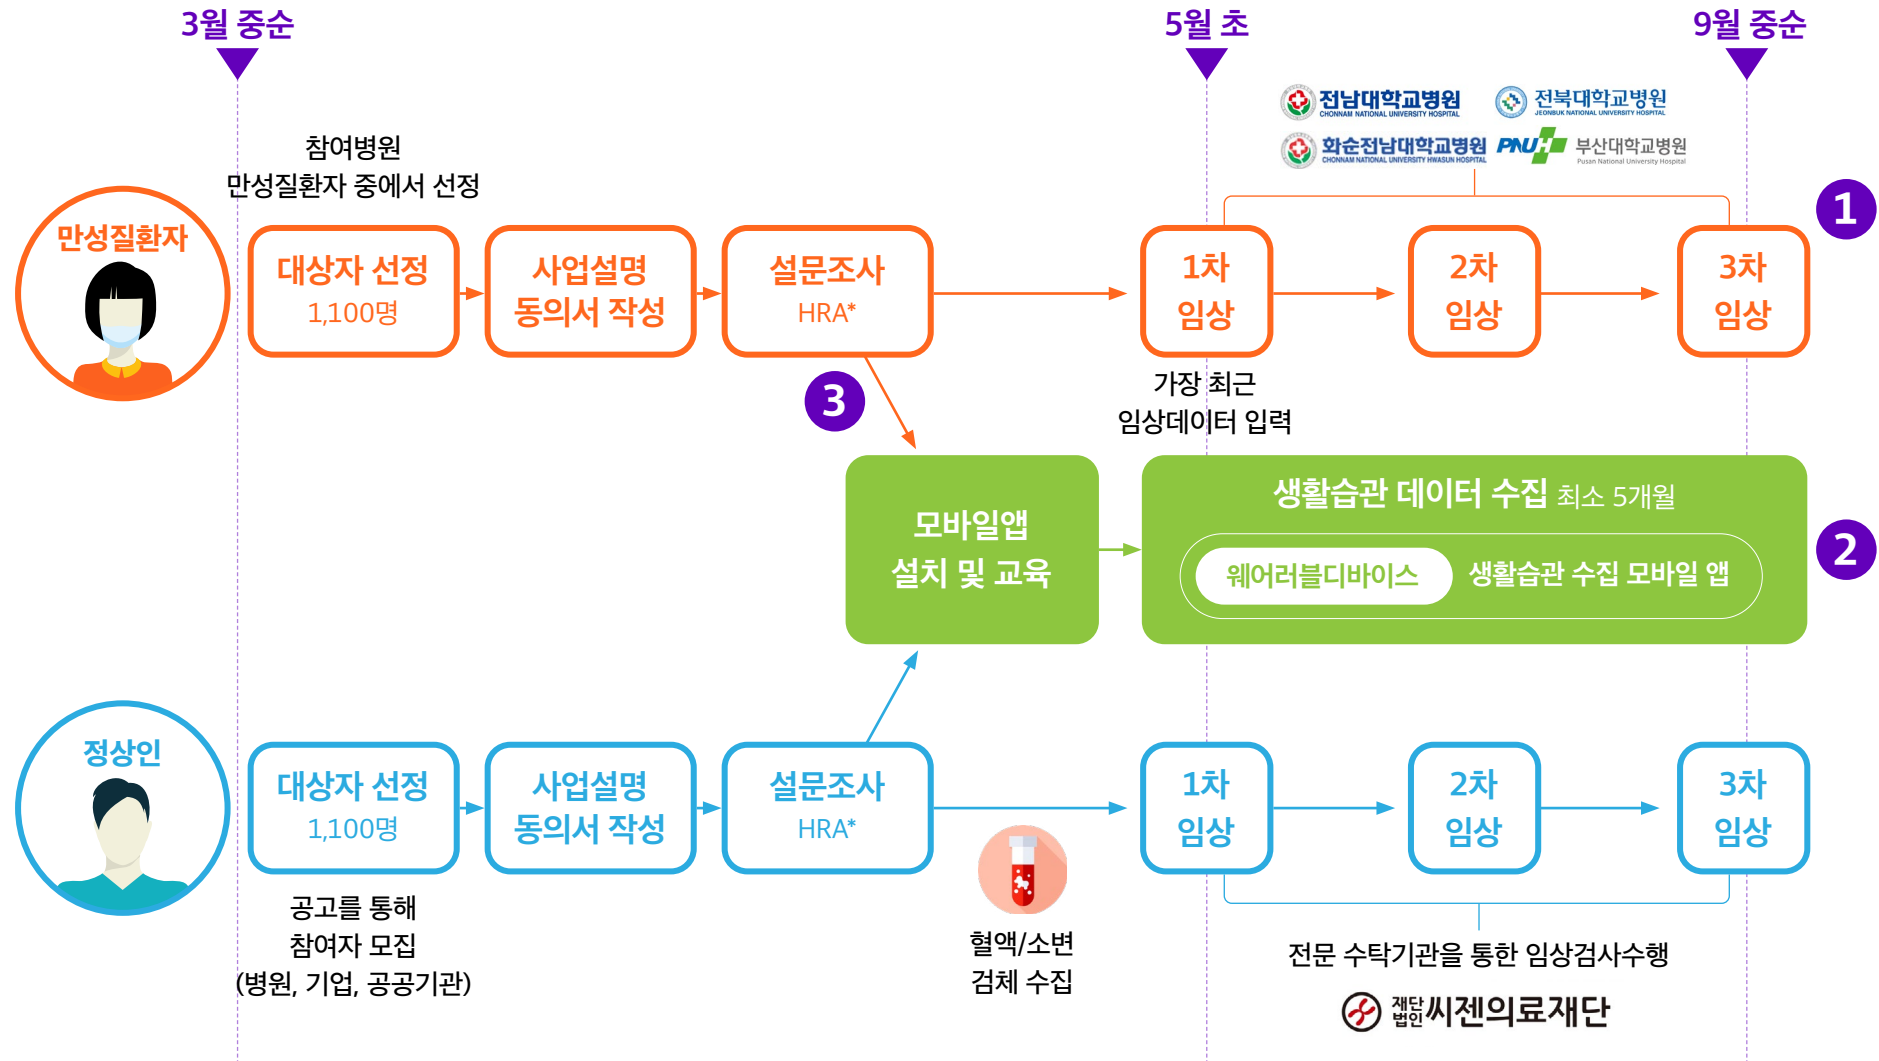 3월 중순
5월 초
9월 중순
전남대학교병원
CHONNAM NATIONAL UNIVERSITY HOSPITAL
전북대학교병원
JEONBUK NATIONAL UNIVERSITY HOSPITAL
화순전남대학교병원
CHONNAM NATIONAL UNIVERSITY HWASUN HOSPITAL
PNUH
부산대학교병원
Pusan National University Hospital
참여병원
만성질환자 중에서 선정
만성질환자
대상자 선정
1,100명
사업설명
동의서 작성
설문조사
HRA*
1차
임상
2차
임상
3차
임상
1
가장 최근
임상데이터 입력
3
모바일앱
설치 및 교육
생활습관 데이터 수집 최소 5개월
웨어러블디바이스
생활습관 수집 모바일 앱
2
정상인
대상자 선정
1,100명
사업설명
동의서 작성
설문조사
HRA*
1차
임상
2차
임상
3차
임상
공고를 통해
참여자 모집
(병원, 기업, 공공기관)
혈액/소변
검체 수집
전문 수탁기관을 통한 임상검사수행
재단
법인
씨젠의료재단